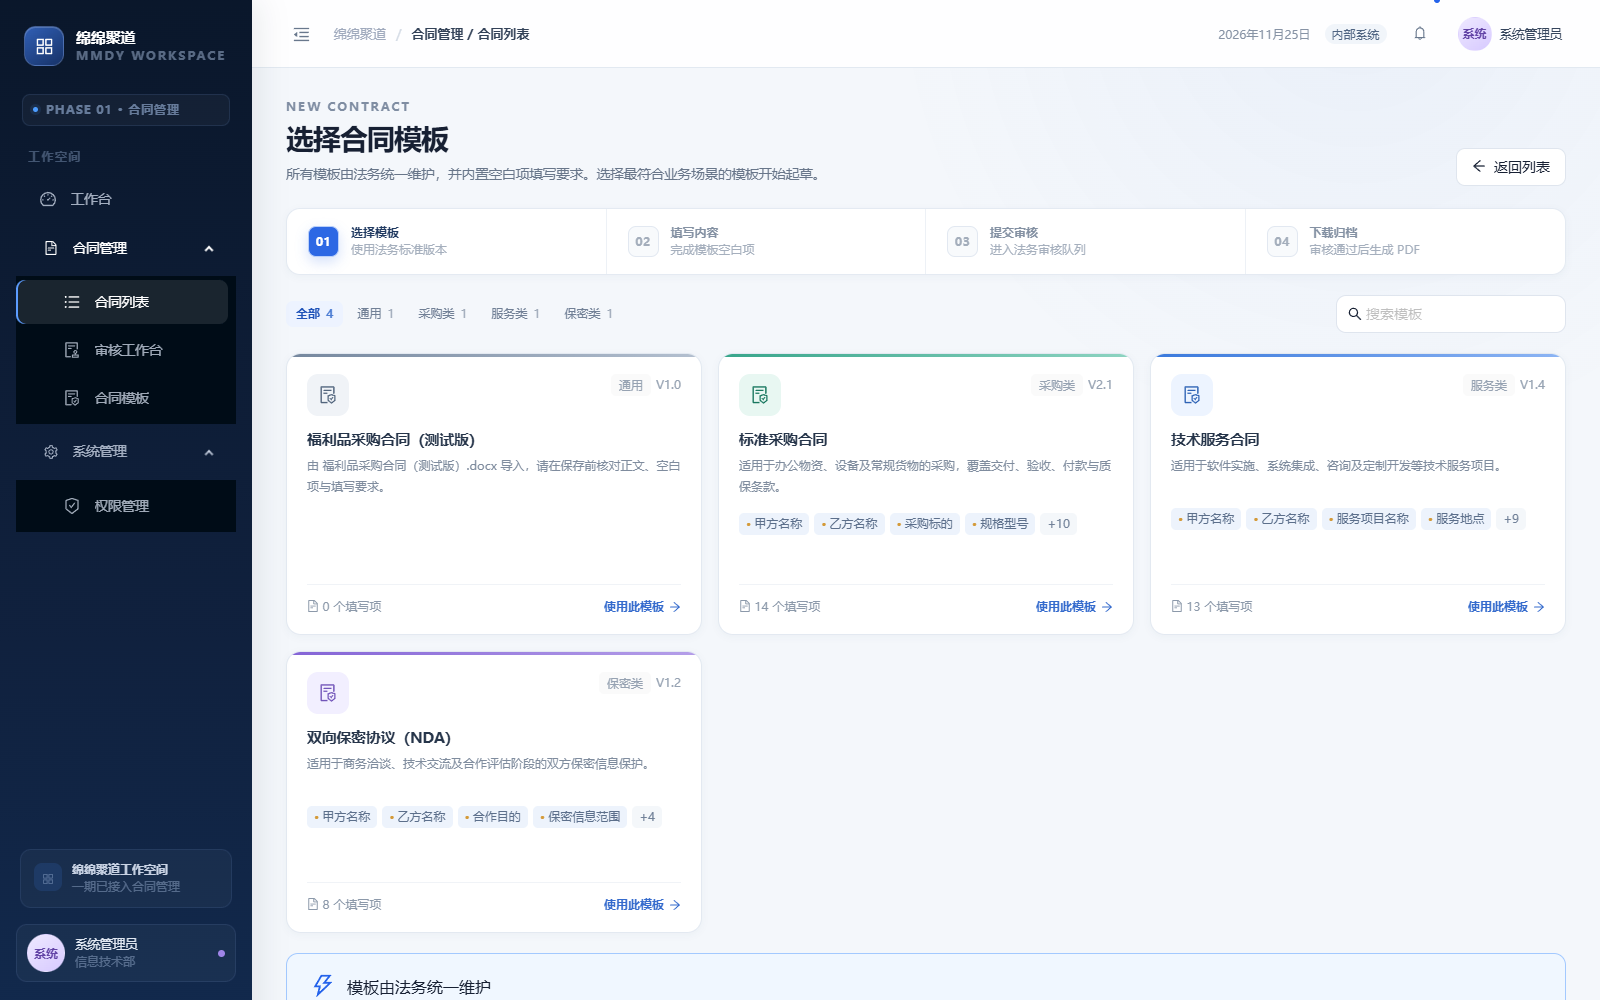 绵绵聚道
MMDY WORKSPACE
PHASE 01 • 合同管理
工作空间
工作台
合同管理
合同列表
审核工作台
合同模板
系统管理
权限管理
绵绵聚道工作空间
一期已接入合同管理
系统
系统管理员
信息技术部
绵绵聚道 / 合同管理 / 合同列表
2026年11月25日
内部系统
系统
系统管理员
NEW CONTRACT
选择合同模板
所有模板由法务统一维护，并内置空白项填写要求。选择最符合业务场景的模板开始起草。
返回列表
01
选择模板
使用法务标准版本
02
填写内容
完成模板空白项
03
提交审核
进入法务审核队列
04
下载归档
审核通过后生成 PDF
全部 4
通用 1
采购类 1
服务类 1
保密类 1
搜索模板
通用 V1.0
福利品采购合同（测试版）
由 福利品采购合同（测试版）.docx 导入，请在保存前核对正文、空白
项与填写要求。
0 个填写项
使用此模板
采购类 V2.1
标准采购合同
适用于办公物资、设备及常规货物的采购，覆盖交付、验收、付款与质
保条款。
甲方名称 乙方名称 采购标的 规格型号 +10
14 个填写项
使用此模板
服务类 V1.4
技术服务合同
适用于软件实施、系统集成、咨询及定制开发等技术服务项目。
甲方名称 乙方名称 服务项目名称 服务地点 +9
13 个填写项
使用此模板
保密类 V1.2
双向保密协议（NDA）
适用于商务洽谈、技术交流及合作评估阶段的双方保密信息保护。
甲方名称 乙方名称 合作目的 保密信息范围 +4
8 个填写项
使用此模板
模板由法务统一维护